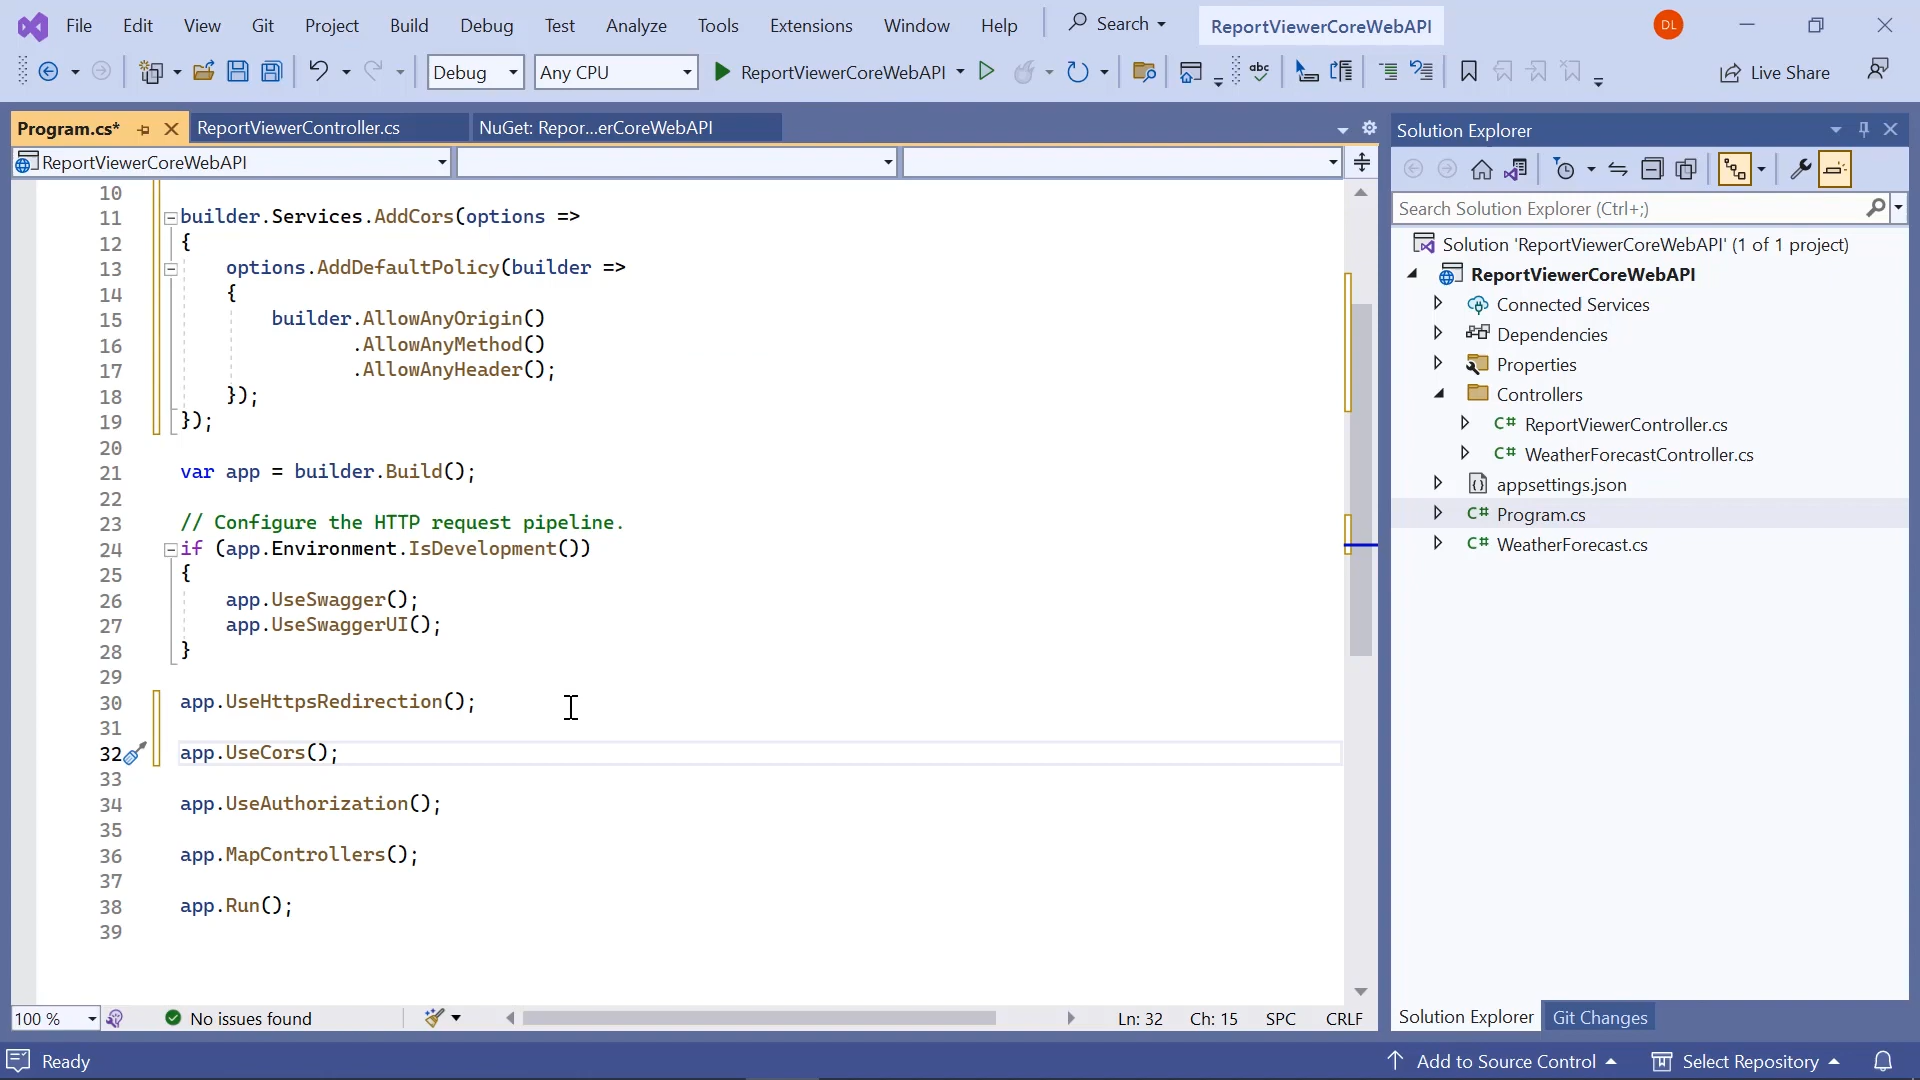 File Edit View Git Project Build Debug Test Analyze Tools Extensions Window Help Search ReportViewerCoreWebAPI DL
Debug Any CPU ReportViewerCoreWebAPI abc Live Share
Program.cs* ReportViewerController.cs NuGet: Repor...erCoreWebAPI
ReportViewerCoreWebAPI
10
11 builder.Services.AddCors(options =>
12 {
13 options.AddDefaultPolicy(builder =>
14 {
15 builder.AllowAnyOrigin()
16 .AllowAnyMethod()
17 .AllowAnyHeader();
18 });
19 });
20
21 var app = builder.Build();
22
23 // Configure the HTTP request pipeline.
24 if (app.Environment.IsDevelopment())
25 {
26 app.UseSwagger();
27 app.UseSwaggerUI();
28 }
29
30 app.UseHttpsRedirection();
31
32 app.UseCors();
33
34 app.UseAuthorization();
35
36 app.MapControllers();
37
38 app.Run();
39
100 % No issues found Ln: 32 Ch: 15 SPC CRLF
Solution Explorer
Search Solution Explorer (Ctrl+;)
Solution 'ReportViewerCoreWebAPI' (1 of 1 project)
ReportViewerCoreWebAPI
Connected Services
Dependencies
Properties
Controllers
C# ReportViewerController.cs
C# WeatherForecastController.cs
appsettings.json
C# Program.cs
C# WeatherForecast.cs
Solution Explorer Git Changes
Ready Add to Source Control Select Repository